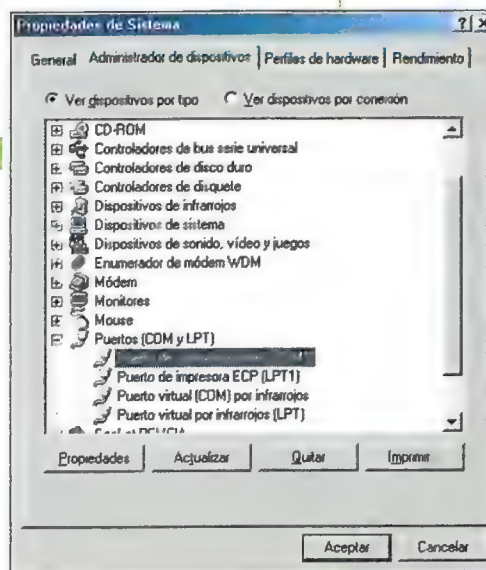 Propiedades de Sistema
General Administrador de dispositivos Perfiles de hardware Rendimiento
Ver dispositivos por tipo Ver dispositivos por conexión
CD-ROM
Controladores de bus serie universal
Controladores de disco duro
Controladores de disquete
Dispositivos de infrarrojos
Dispositivos de sistema
Dispositivos de sonido, vídeo y juegos
Enumerador de módem WDM
Módem
Monitores
Mouse
Puertos (COM y LPT)
Puerto de impresora ECP (LPT1)
Puerto virtual (COM) por infrarrojos
Puerto virtual por infrarrojos (LPT)
Propiedades Actualizar Quitar Imprimir
Aceptar Cancelar